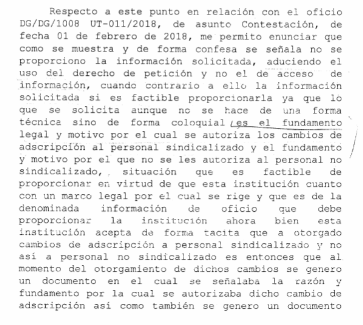 Respecto a este punto en relación con el oficio
DG/DG/1008 UT-011/2018, de asunto Contestación, de
fecha 01 de febrero de 2018, me permito enunciar que
como se muestra y de forma confesa se señala no se
proporciono la información solicitada, aduciendo el
uso del derecho de petición y no el de acceso de
información, cuando contrario a ello la información
solicitada si es factible proporcionarla ya que lo
que se solicita aunque no se hace de una forma
técnica sino de forma coloquial es el fundamento
legal y motivo por el cual se autoriza los cambios de
adscripción al personal sindicalizado y el fundamento
y motivo por el que no se les autoriza al personal no
sindicalizado, situación que es factible de
proporcionar en virtud de que esta institución cuanto
con un marco legal por el cual se rige y que es de la
denominada información de oficio que debe
proporcionar la institución ahora bien esta
institución acepta de forma tacita que a otorgado
cambios de adscripción a personal sindicalizado y no
asi a personal no sindicalizado es entonces que al
momento del otorgamiento de dichos cambios se genero
un documento en el cual se señalaba la razón y
fundamento por la cual se autorizaba dicho cambio de
adscripción así como también se genero un documento